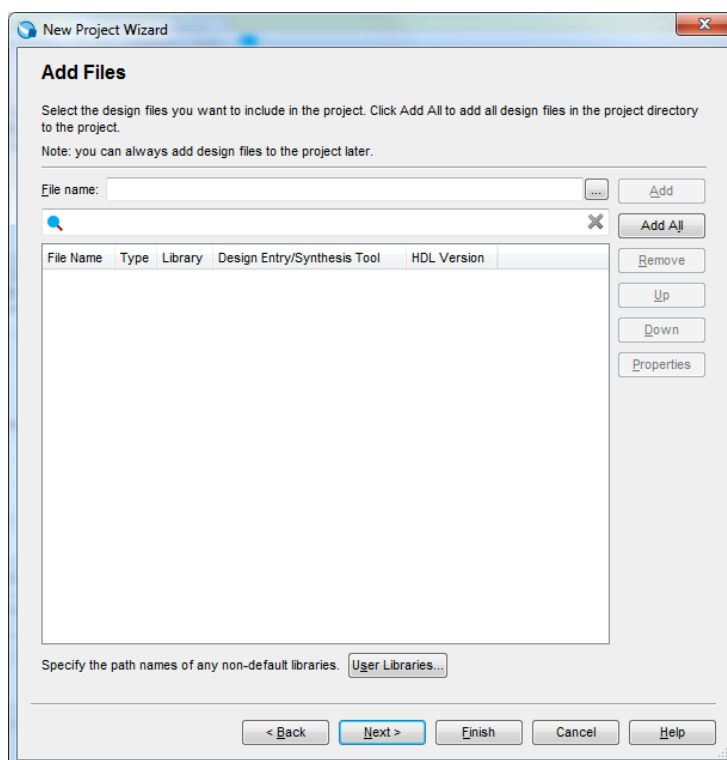 New Project Wizard
Add Files
Select the design files you want to include in the project. Click Add All to add all design files in the project directory
to the project.
Note: you can always add design files to the project later.
File name: ... Add
Add All
File Name Type Library Design Entry/Synthesis Tool HDL Version
Remove
Up
Down
Properties
Specify the path names of any non-default libraries. User Libraries...
< Back Next > Finish Cancel Help